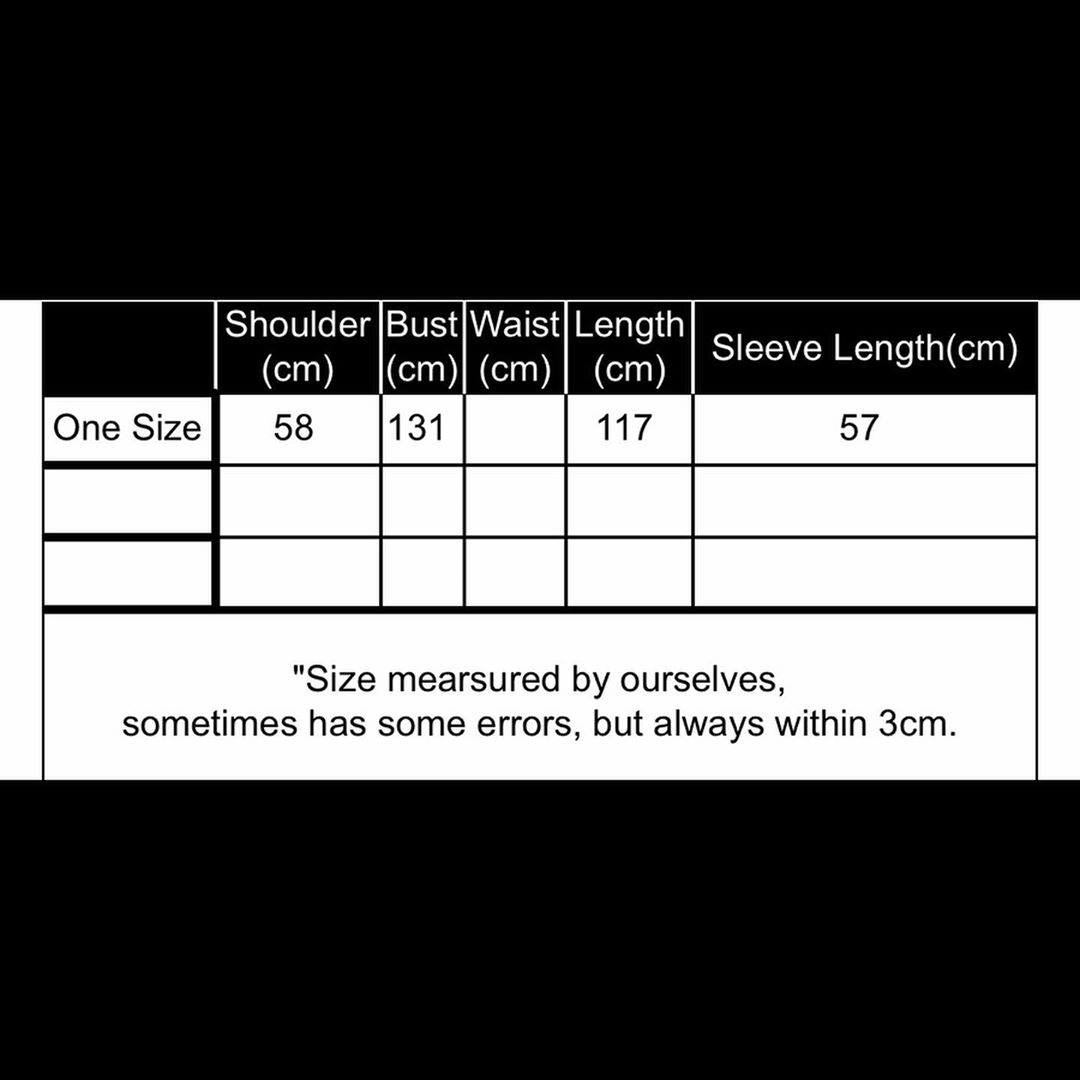 Shoulder (cm) Bust (cm) Waist (cm) Length (cm) Sleeve Length(cm)
One Size 58 131 117 57
"Size mearsured by ourselves,
sometimes has some errors, but always within 3cm.